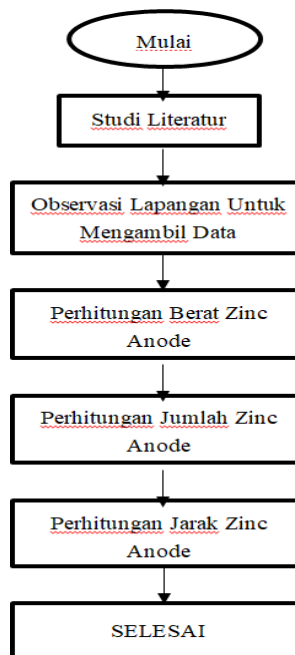 Mulai
Studi Literatur
Observasi Lapangan Untuk
Mengambil Data
Perhitungan Berat Zinc
Anode
Perhitungan Jumlah Zinc
Anode
Perhitungan Jarak Zinc
Anode
SELESAI